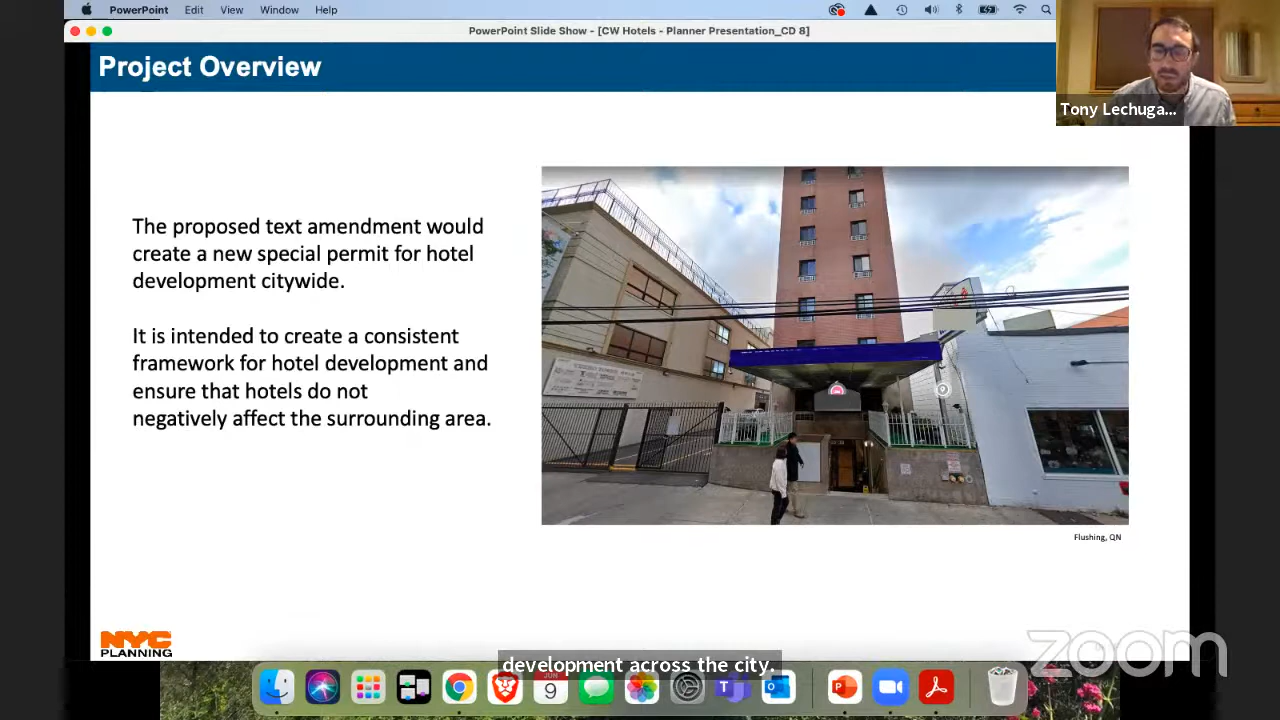 PowerPoint Edit View Window Help
PowerPoint Slide Show - [CW Hotels - Planner Presentation_CD 8]
Project Overview
Tony Lechuga...
The proposed text amendment would
create a new special permit for hotel
development citywide.
It is intended to create a consistent
framework for hotel development and
ensure that hotels do not
negatively affect the surrounding area.
Flushing, QN
NYC
PLANNING
development across the city.
zoom
JUN
9